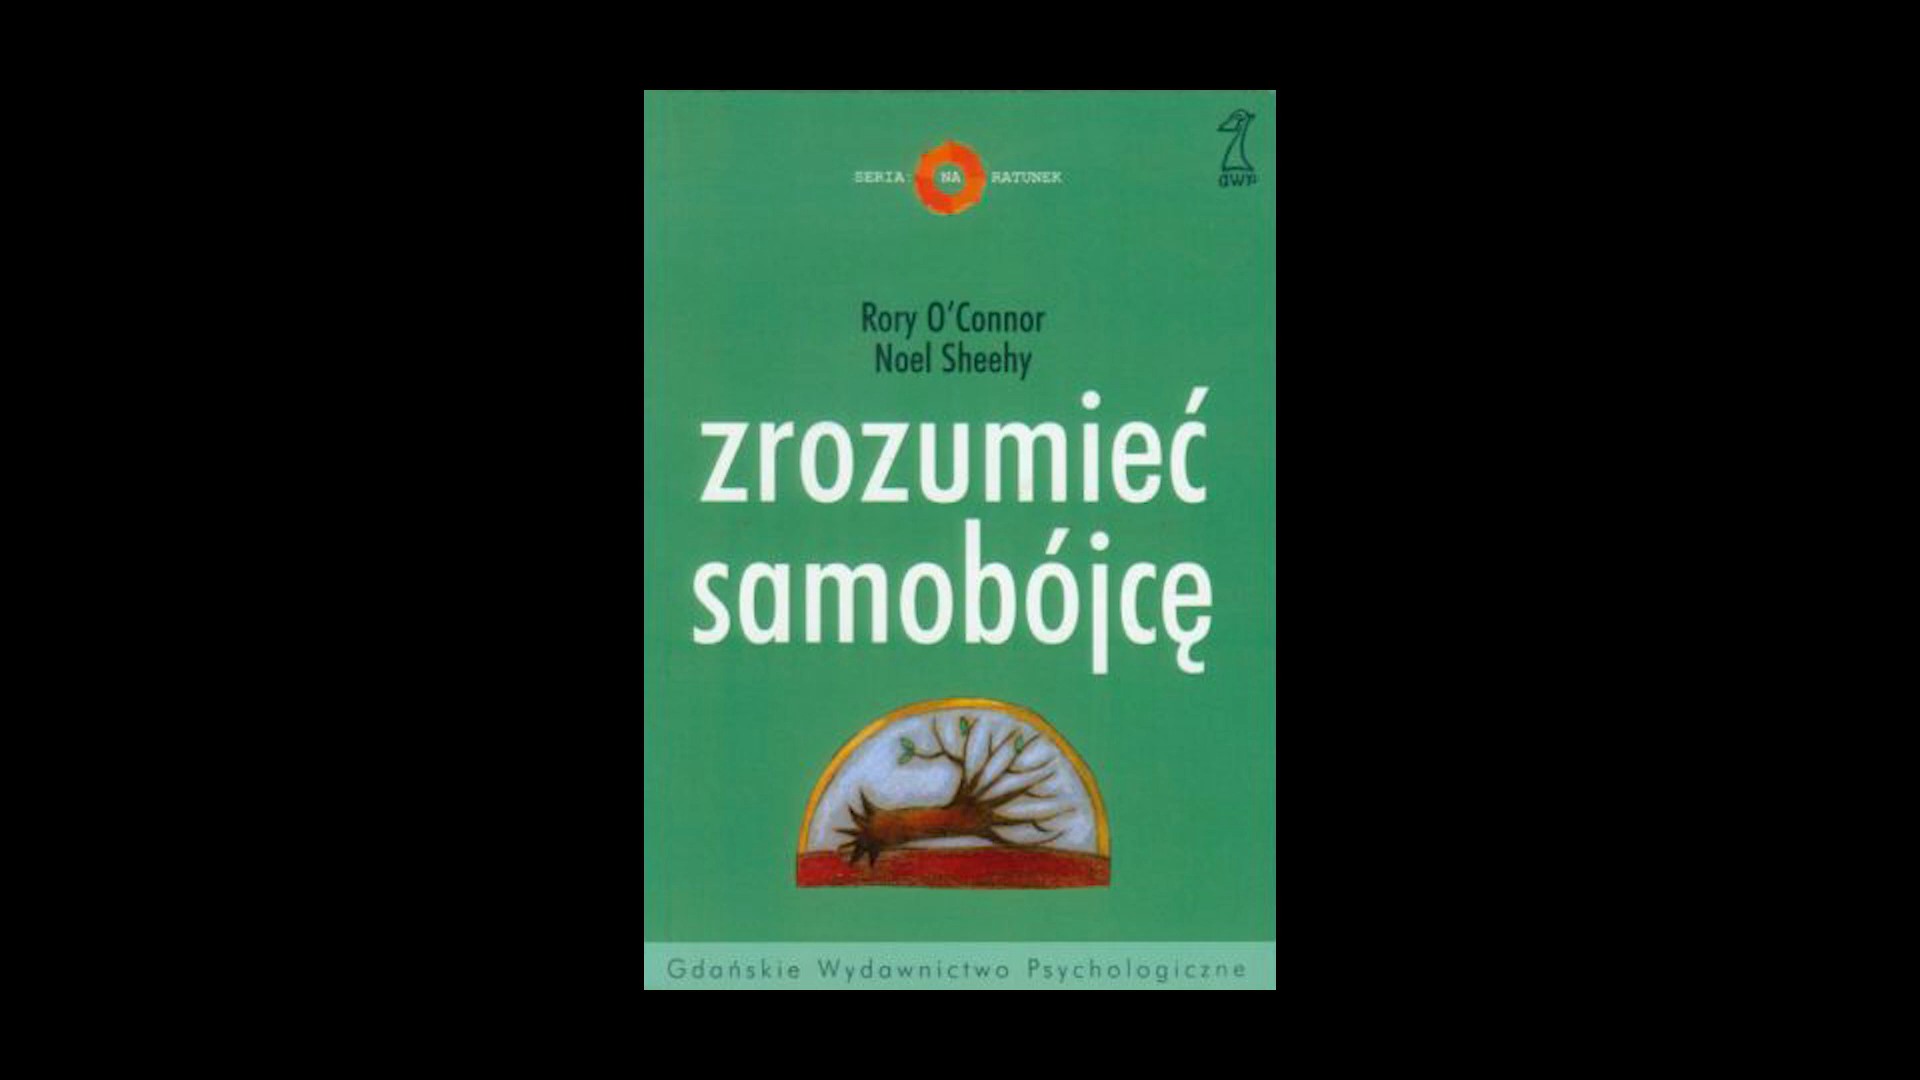 SERIA: NA RATUNEK
gwp
Rory O'Connor
Noel Sheehy
zrozumieć
samobójcę
Gdańskie Wydawnictwo Psychologiczne